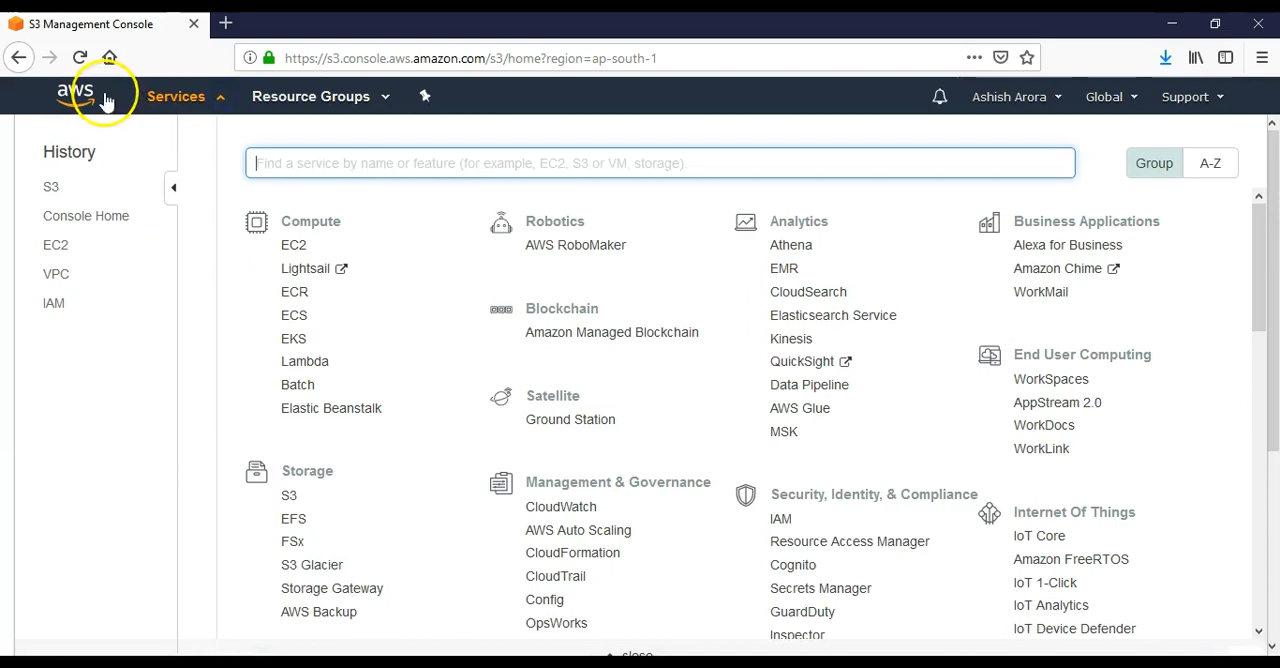 S3 Management Console
https://s3.console.aws.amazon.com/s3/home?region=ap-south-1
aws
Services
Resource Groups
Ashish Arora
Global
Support
History
S3
Console Home
EC2
VPC
IAM
Find a service by name or feature (for example, EC2, S3 or VM, storage).
Group
A-Z
Compute
EC2
Lightsail
ECR
ECS
EKS
Lambda
Batch
Elastic Beanstalk
Storage
S3
EFS
FSx
S3 Glacier
Storage Gateway
AWS Backup
Robotics
AWS RoboMaker
Blockchain
Amazon Managed Blockchain
Satellite
Ground Station
Management & Governance
CloudWatch
AWS Auto Scaling
CloudFormation
CloudTrail
Config
OpsWorks
Analytics
Athena
EMR
CloudSearch
Elasticsearch Service
Kinesis
QuickSight
Data Pipeline
AWS Glue
MSK
Security, Identity, & Compliance
IAM
Resource Access Manager
Cognito
Secrets Manager
GuardDuty
Inspector
Business Applications
Alexa for Business
Amazon Chime
WorkMail
End User Computing
WorkSpaces
AppStream 2.0
WorkDocs
WorkLink
Internet Of Things
IoT Core
Amazon FreeRTOS
IoT 1-Click
IoT Analytics
IoT Device Defender
close